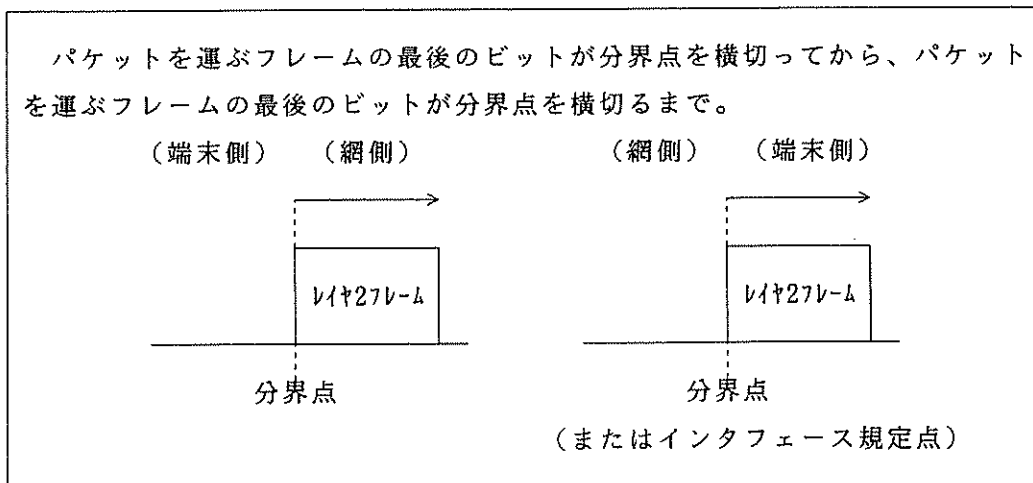 パケットを運ぶフレームの最後のビットが分界点を横切ってから、パケット
を運ぶフレームの最後のビットが分界点を横切るまで。
（端末側） （網側）
（網側） （端末側）
ﾚｲﾔ2ﾌﾚｰﾑ
ﾚｲﾔ2ﾌﾚｰﾑ
分界点
分界点
（またはインタフェース規定点）